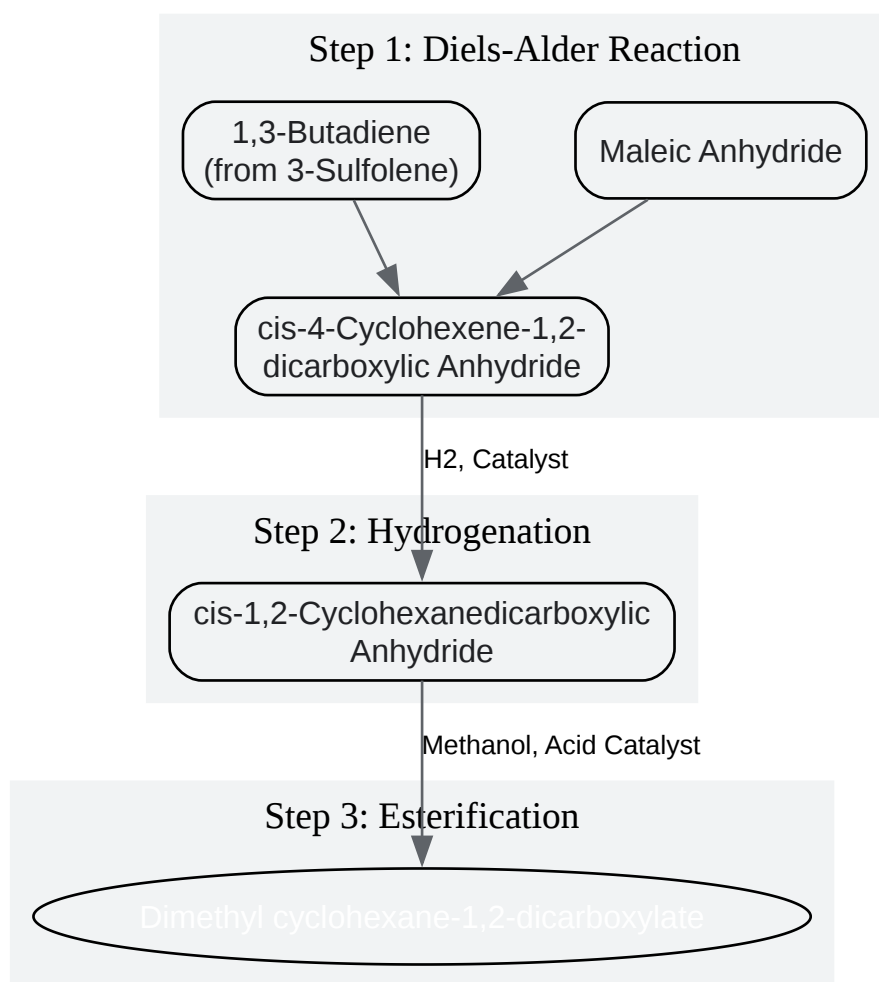 Step 1: Diels-Alder Reaction
1,3-Butadiene
(from 3-Sulfolene)
Maleic Anhydride
cis-4-Cyclohexene-1,2-
dicarboxylic Anhydride
H2, Catalyst
Step 2: Hydrogenation
cis-1,2-Cyclohexanedicarboxylic
Anhydride
Methanol, Acid Catalyst
Step 3: Esterification
Dimethyl cyclohexane-1,2-dicarboxylate